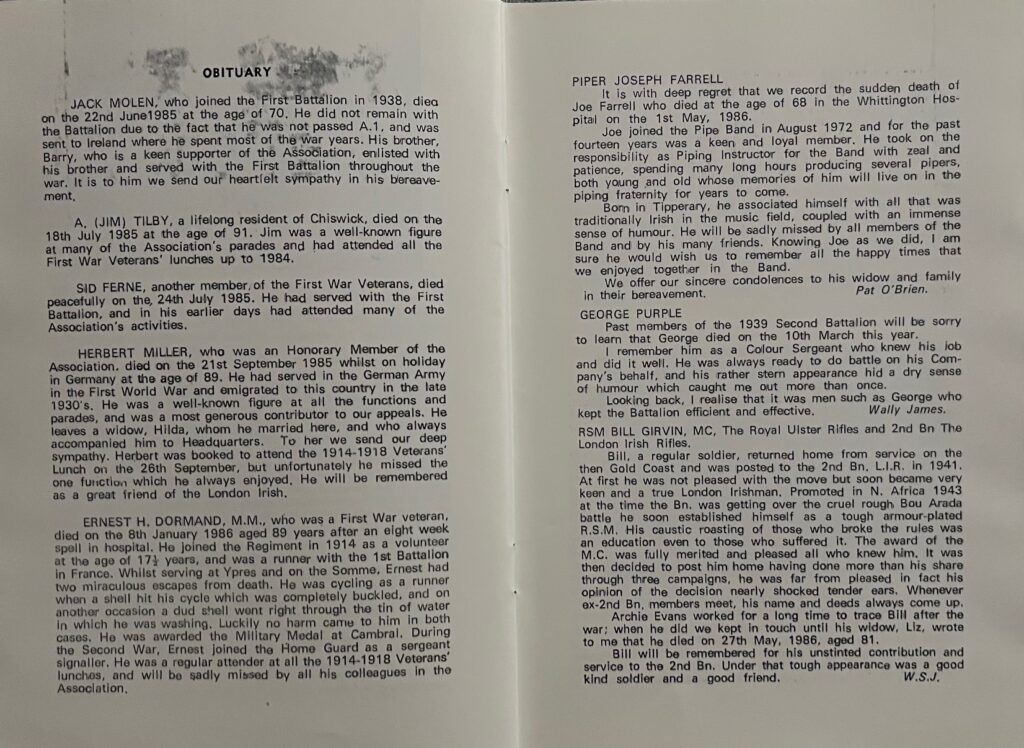 OBITUARY
JACK MOLEN, who joined the First Battalion in 1938, died
on the 22nd June1985 at the age of 70. He did not remain with
the Battalion due to the fact that he was not passed A.1. and was
sent to Ireland where he spent most of the war years. His brother,
Barry, who is a keen supporter of the Association, enlisted with
his brother and served with the First Battalion throughout the
war. It is to him we send our heartfelt sympathy in his bereave-
ment.
A. (JIM) TILBY, a lifelong resident of Chiswick, died on the
18th July 1985 at the age of 91. Jim was a well-known figure
at many of the Association's parades and had attended all the
First War Veterans' lunches up to 1984.
SID FERNE, another member of the First War Veterans, died
peacefully on the 24th July 1985. He had served with the First
Battalion, and in his earlier days had attended many of the
Association's activities.
HERBERT MILLER, who was an Honorary Member of the
Association. died on the 21st September 1985 whilst on holiday
in Germany at the age of 89. He had served in the German Army
in the First World War and emigrated to this country in the late
1930's. He was a well-known figure at all the functions and
parades, and was a most generous contributor to our appeals. He
leaves a widow, Hilda, whom he married here, and who always
accompanied him to Headquarters. To her we send our deep
sympathy. Herbert was booked to attend the 1914-1918 Veterans'
Lunch on the 26th September, but unfortunately he missed the
one function which he always enjoyed. He will be remembered
as a great friend of the London Irish.
ERNEST H. DORMAND, M.M., who was a First War veteran,
died on the 8th January 1986 aged 89 years after an eight week
spell in hospital. He joined the Regiment in 1914 as a volunteer
at the age of 17½ years, and was a runner with the 1st Battalion
in France. Whilst serving at Ypres and on the Somme, Ernest had
two miraculous escapes from death. He was cycling as a runner
when a shell hit his cycle which was completely buckled, and on
another occasion a dud shell went right through the tin of water
in which he was washing. Luckily no harm came to him in both
cases. He was awarded the Military Medal at Cambrai. During
the Second War, Ernest joined the Home Guard as a sergeant
signaller. He was a regular attender at all the 1914-1918 Veterans'
lunches, and will be sadly missed by all his colleagues in the
Association.
PIPER JOSEPH FARRELL
It is with deep regret that we record the sudden death of
Joe Farrell who died at the age of 68 in the Whittington Hos-
pital on the 1st May, 1986.
Joe joined the Pipe Band in August 1972 and for the past
fourteen years was a keen and loyal member. He took on the
responsibility as Piping Instructor for the Band with zeal and
patience, spending many long hours producing several pipers,
both young and old whose memories of him will live on in the
piping fraternity for years to come.
Born in Tipperary, he associated himself with all that was
traditionally Irish in the music field, coupled with an immense
sense of humour. He will be sadly missed by all members of the
Band and by his many friends. Knowing Joe as we did, I am
sure he would wish us to remember all the happy times that
we enjoyed together in the Band.
We offer our sincere condolences to his widow and family
in their bereavement. Pat O'Brien.
GEORGE PURPLE
Past members of the 1939 Second Battalion will be sorry
to learn that George died on the 10th March this year.
I remember him as a Colour Sergeant who knew his job
and did it well. He was always ready to do battle on his Com-
pany's behalf, and his rather stern appearance hid a dry sense
of humour which caught me out more than once.
Looking back, I realise that it was men such as George who
kept the Battalion efficient and effective. Wally James.
RSM BILL GIRVIN, MC, The Royal Ulster Rifles and 2nd Bn The
London Irish Rifles.
Bill, a regular soldier, returned home from service on the
then Gold Coast and was posted to the 2nd Bn. L.I.R. in 1941.
At first he was not pleased with the move but soon became very
keen and a true London Irishman. Promoted in N. Africa 1943
at the time the Bn. was getting over the cruel rough Bou Arada
battle he soon established himself as a tough armour-plated
R.S.M. His caustic roasting of those who broke the rules was
an education even to those who suffered it. The award of the
M.C. was fully merited and pleased all who knew him. It was
then decided to post him home having done more than his share
through three campaigns, he was far from pleased in fact his
opinion of the decision nearly shocked tender ears. Whenever
ex-2nd Bn, members meet, his name and deeds always come up.
Archie Evans worked for a long time to trace Bill after the
war; when he did we kept in touch until his widow, Liz, wrote
to me that he died on 27th May, 1986, aged 81.
Bill will be remembered for his unstinted contribution and
service to the 2nd Bn. Under that tough appearance was a good
kind soldier and a good friend. W.S.J.